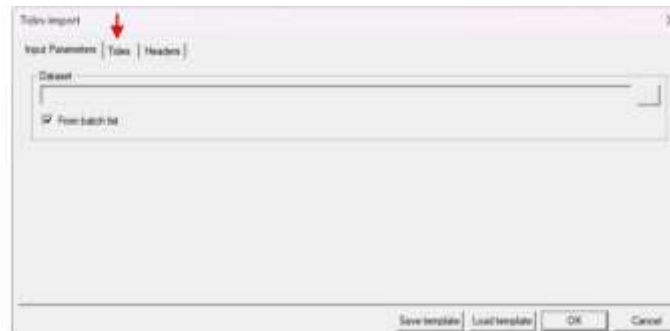 Tides import
Input Parameters Tides Headers
Dataset
From batch list
Save template Load template OK Cancel